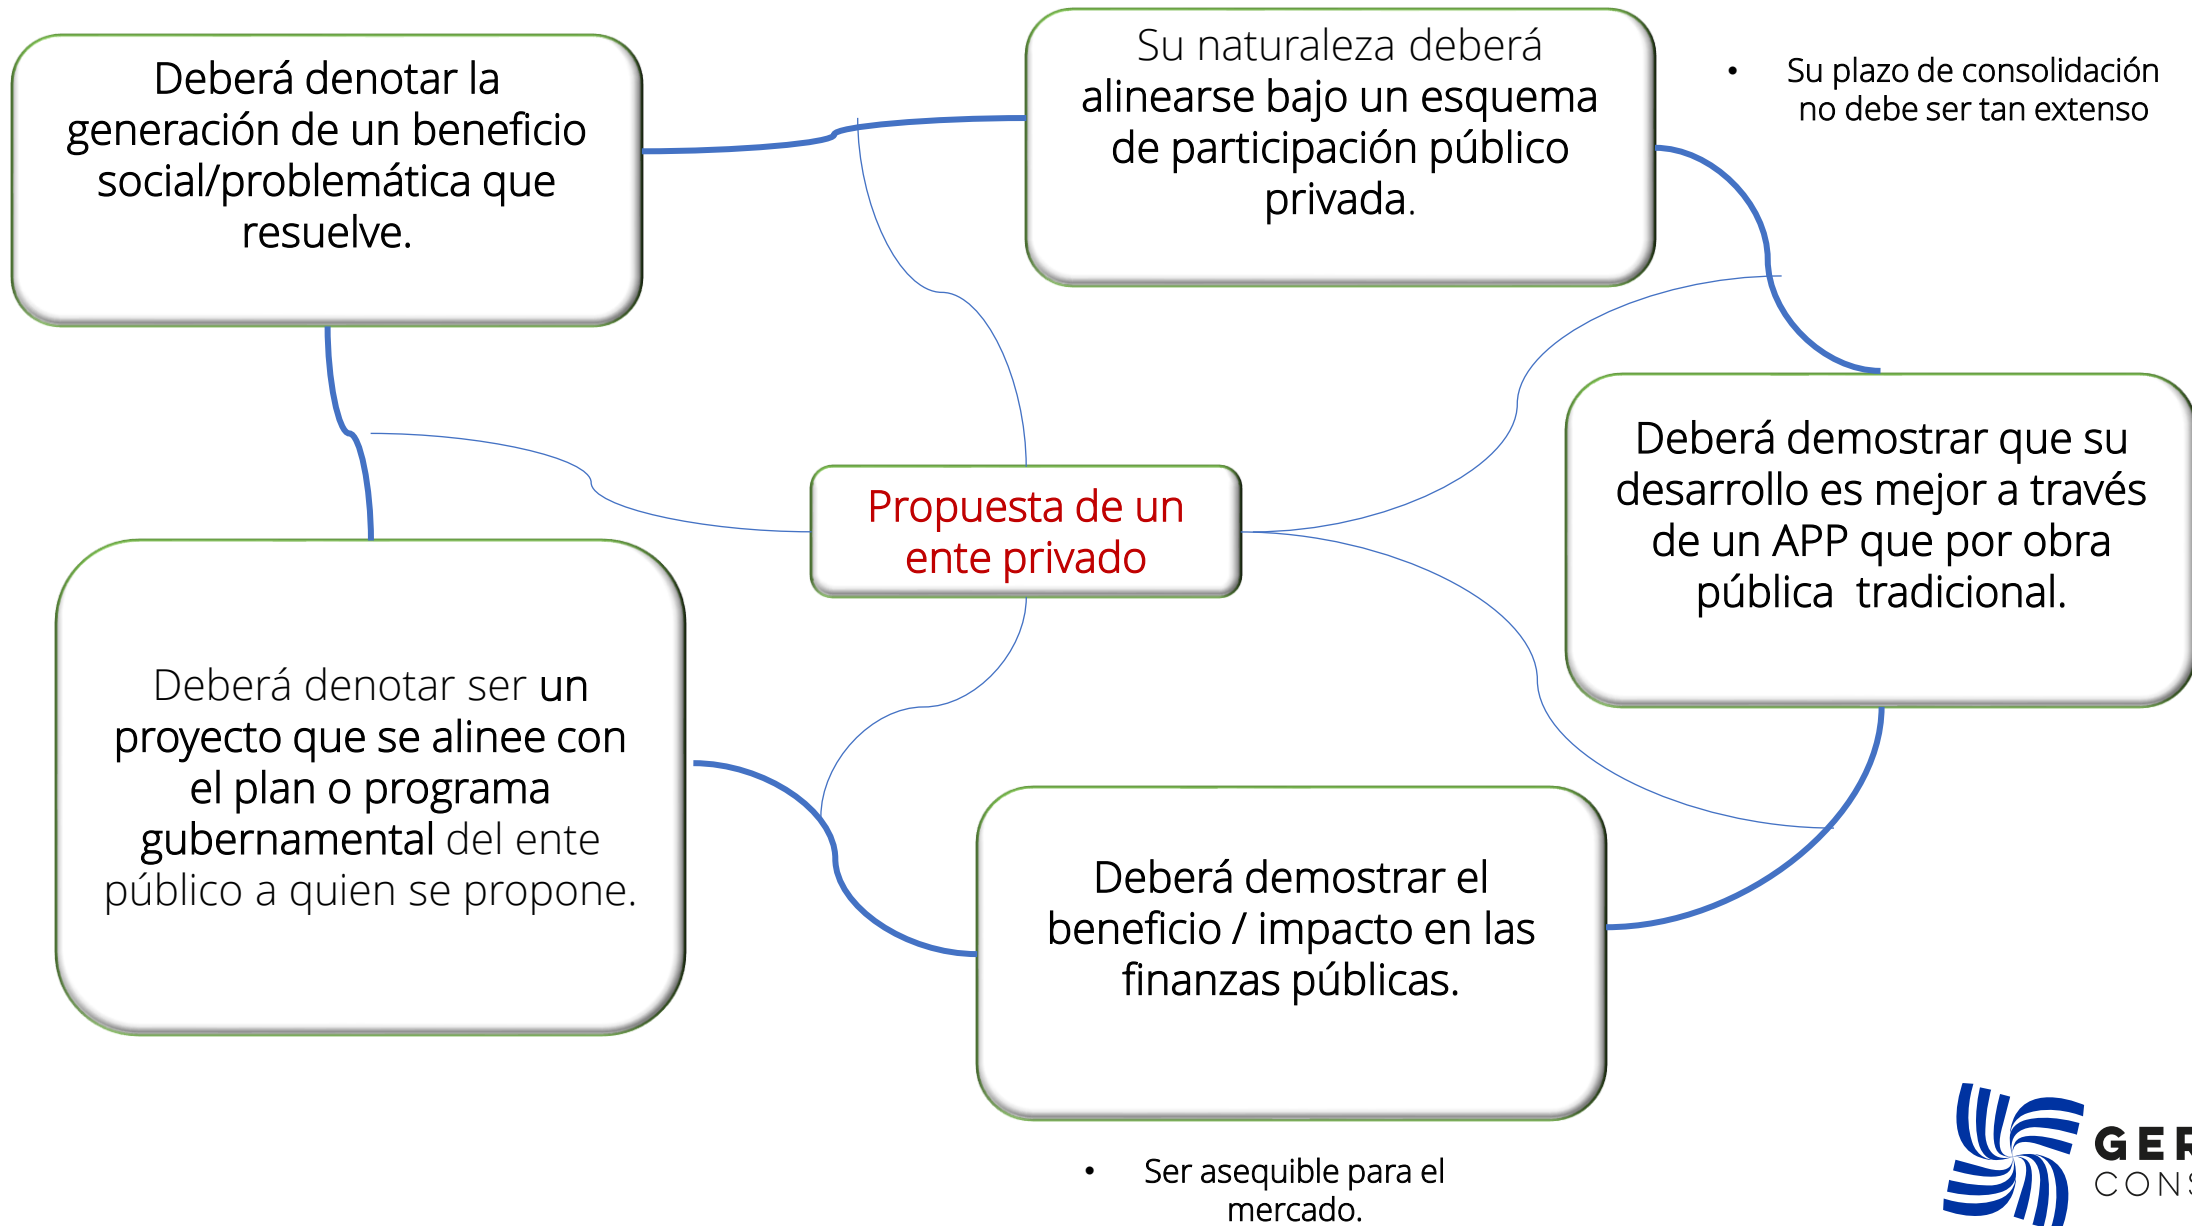 Deberá denotar la
generación de un beneficio
social/problemática que
resuelve.
Su naturaleza deberá
alinearse bajo un esquema
de participación público
privada.
• Su plazo de consolidación
no debe ser tan extenso
Deberá demostrar que su
desarrollo es mejor a través
de un APP que por obra
pública tradicional.
Propuesta de un
ente privado
Deberá denotar ser un
proyecto que se alinee con
el plan o programa
gubernamental del ente
público a quien se propone.
Deberá demostrar el
beneficio / impacto en las
finanzas públicas.
• Ser asequible para el
mercado.